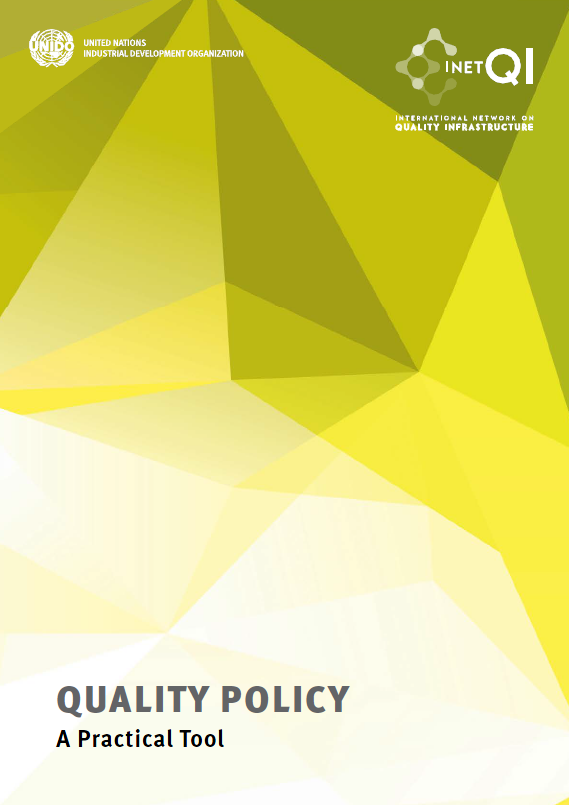 UNIDO
UNITED NATIONS
INDUSTRIAL DEVELOPMENT ORGANIZATION
INETQI
INTERNATIONAL NETWORK ON
QUALITY INFRASTRUCTURE
QUALITY POLICY
A Practical Tool